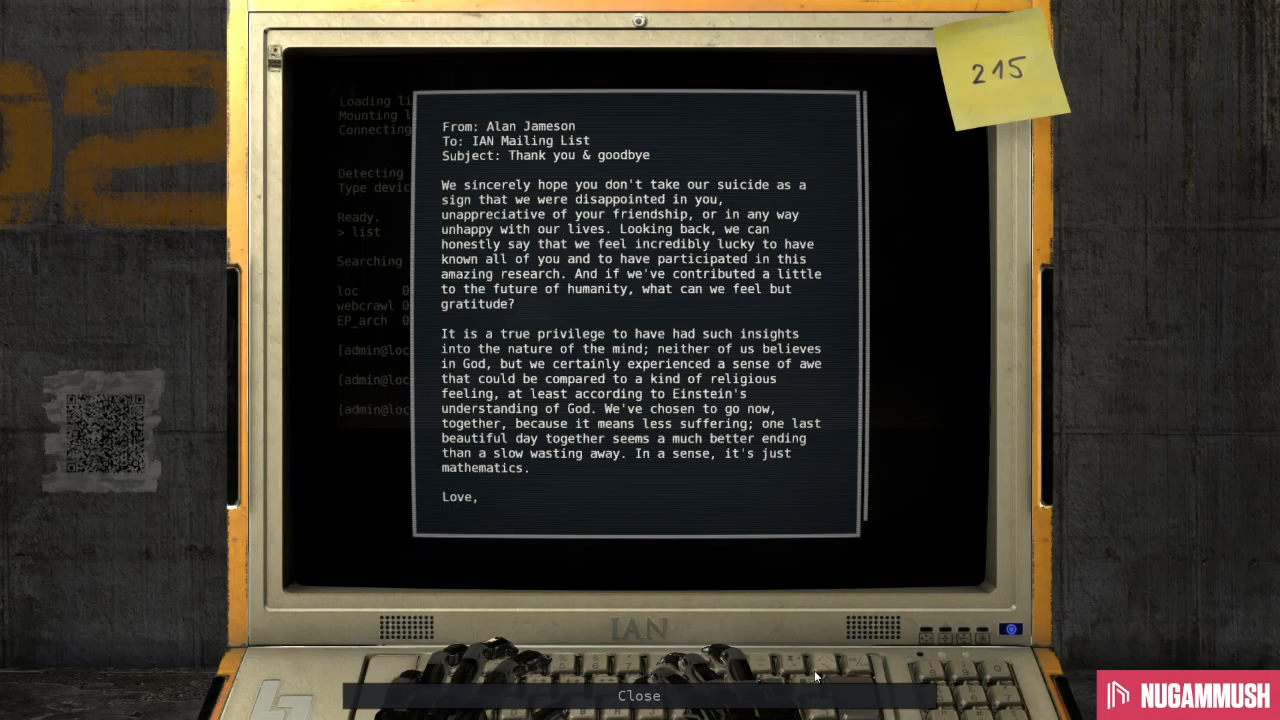 02
215
Loading li
Mounting l
Connecting
Detecting
Type devic
Ready.
> list
Searching
loc 0
webcrawl 0
EP_arch 0
[admin@loc
[admin@loc
[admin@loc
From: Alan Jameson
To: IAN Mailing List
Subject: Thank you & goodbye
We sincerely hope you don't take our suicide as a
sign that we were disappointed in you,
unappreciative of your friendship, or in any way
unhappy with our lives. Looking back, we can
honestly say that we feel incredibly lucky to have
known all of you and to have participated in this
amazing research. And if we've contributed a little
to the future of humanity, what can we feel but
gratitude?
It is a true privilege to have had such insights
into the nature of the mind; neither of us believes
in God, but we certainly experienced a sense of awe
that could be compared to a kind of religious
feeling, at least according to Einstein's
understanding of God. We've chosen to go now,
together, because it means less suffering; one last
beautiful day together seems a much better ending
than a slow wasting away. In a sense, it's just
mathematics.
Love,
IAN
Close
NUGAMMUSH